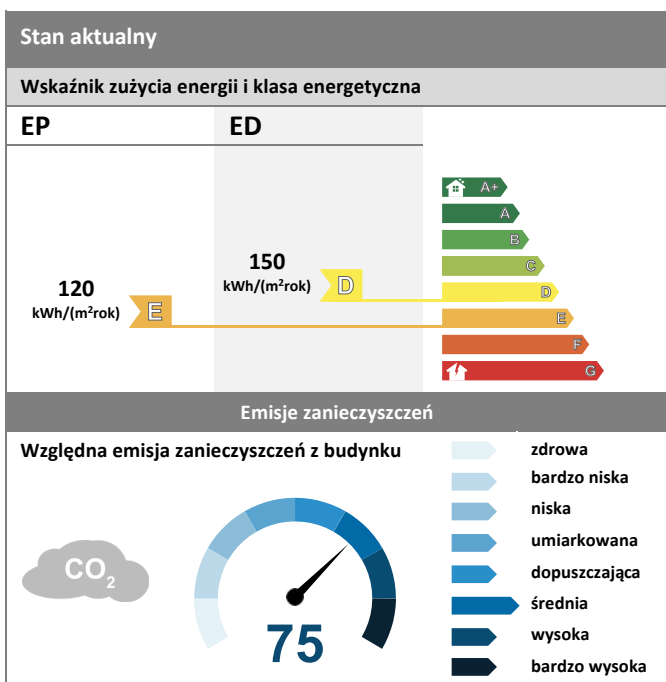 Stan aktualny
Wskaźnik zużycia energii i klasa energetyczna
EP ED
A+
A
B
C
150
kWh/(m²rok)
D
D
120
kWh/(m²rok)
E
E
F
G
Emisje zanieczyszczeń
Względna emisja zanieczyszczeń z budynku
zdrowa
bardzo niska
niska
umiarkowana
dopuszczająca
średnia
wysoka
bardzo wysoka
CO₂
75